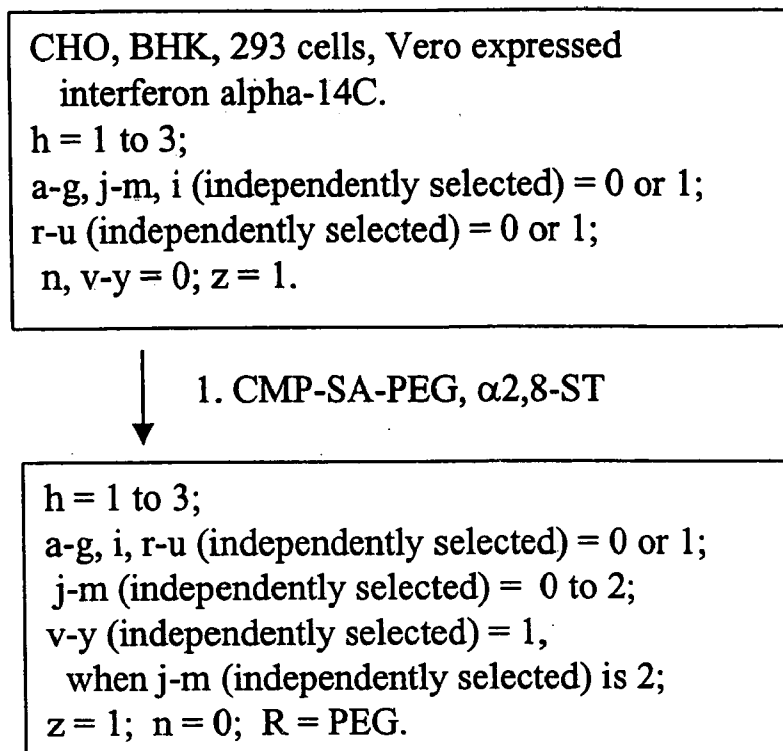 CHO, BHK, 293 cells, Vero expressed
interferon alpha-14C.
h = 1 to 3;
a-g, j-m, i (independently selected) = 0 or 1;
r-u (independently selected) = 0 or 1;
n, v-y = 0; z = 1.
1. CMP-SA-PEG, α2,8-ST
h = 1 to 3;
a-g, i, r-u (independently selected) = 0 or 1;
j-m (independently selected) = 0 to 2;
v-y (independently selected) = 1,
when j-m (independently selected) is 2;
z = 1; n = 0; R = PEG.